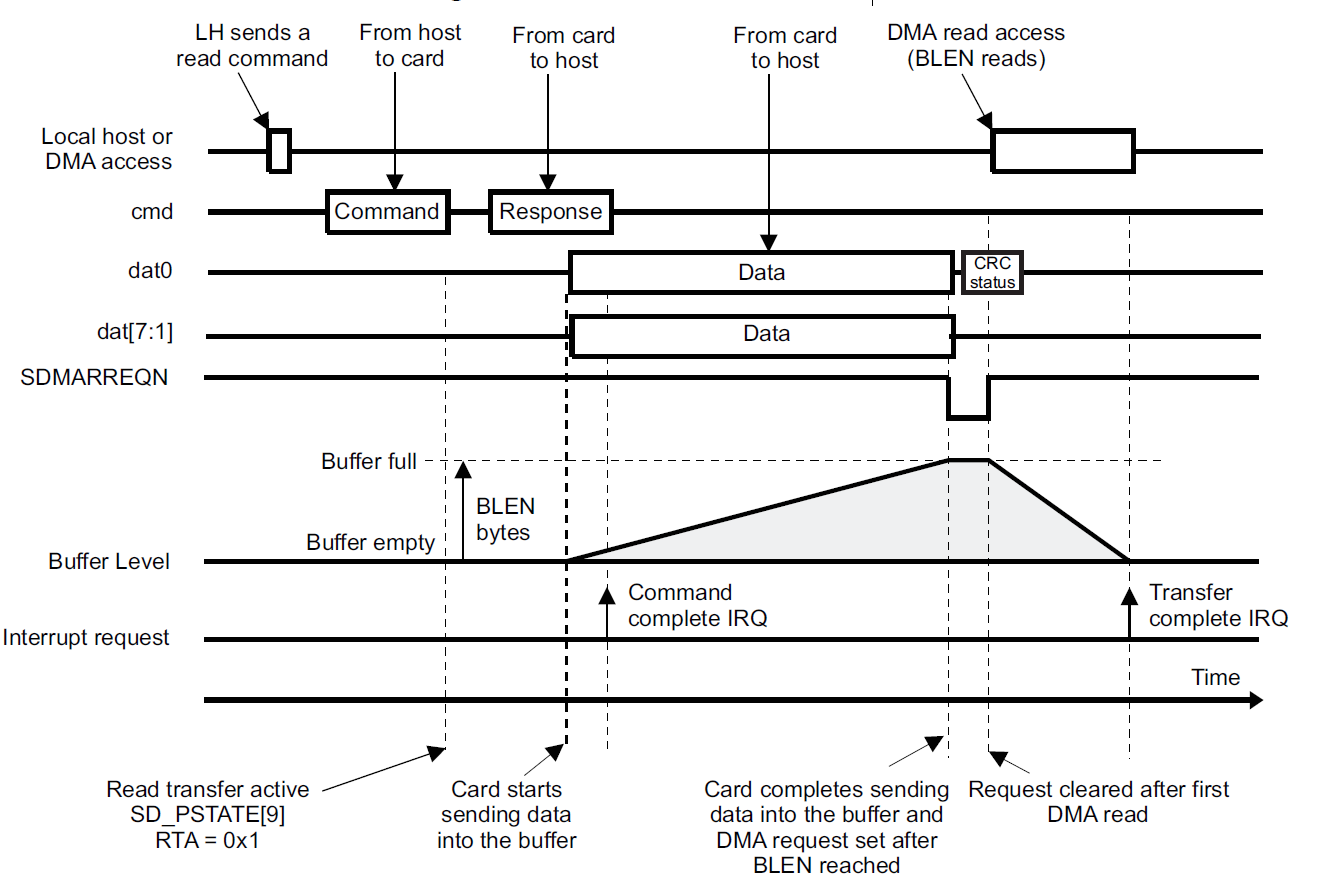 LH sends a
read command
From host
to card
From card
to host
From card
to host
DMA read access
(BLEN reads)
Local host or
DMA access
cmd
Command
Response
dat0
Data
CRC
status
dat[7:1]
Data
SDMARREQN
Buffer full
BLEN
bytes
Buffer empty
Buffer Level
Command
complete IRQ
Transfer
complete IRQ
Interrupt request
Time
Read transfer active
SD_PSTATE[9]
RTA = 0x1
Card starts
sending data
into the buffer
Card completes sending
data into the buffer and
DMA request set after
BLEN reached
Request cleared after first
DMA read